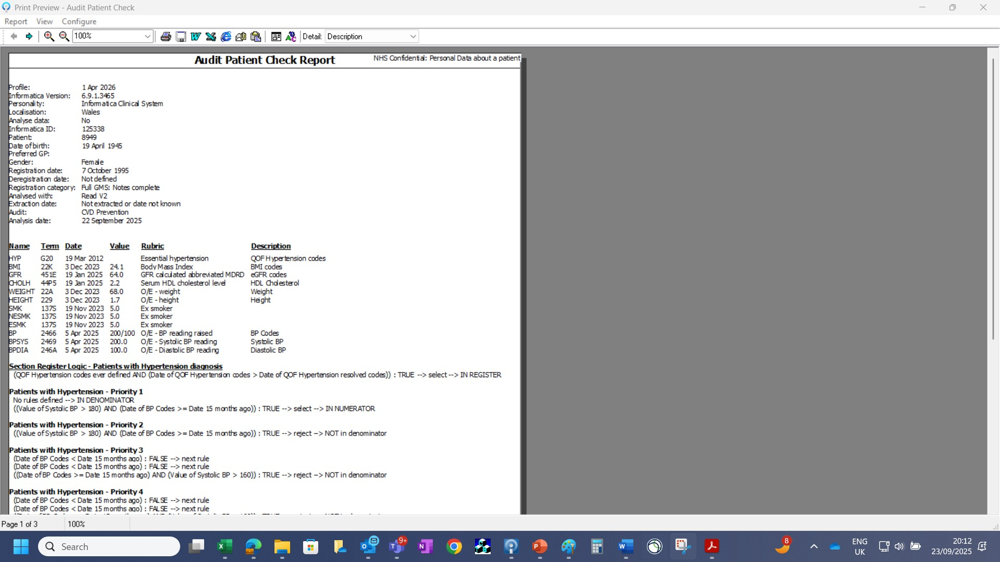 Print Preview - Audit Patient Check
Report View Configure
100% Detail: Description
Audit Patient Check Report NHS Confidential: Personal Data about a patient
Profile: 1 Apr 2026
Informatica Version: 6.9.1.3465
Personality: Informatica Clinical System
Localisation: Wales
Analyse data: No
Informatica ID: 125338
Patient: 8949
Date of birth: 19 April 1945
Preferred GP:
Gender: Female
Registration date: 7 October 1995
Deregistration date: Not defined
Registration category: Full GMS: Notes complete
Analysed with: Read V2
Extraction date: Not extracted or date not known
Audit: CVD Prevention
Analysis date: 22 September 2025
Name Term Date Value Rubric Description
HYP G20 19 Mar 2012 Essential hypertension QOF Hypertension codes
BMI 22K 3 Dec 2023 24.1 Body Mass Index BMI codes
GFR 451E 19 Jan 2025 64.0 GFR calculated abbreviated MDRD eGFR codes
CHOLH 44P5 19 Jan 2025 2.2 Serum HDL cholesterol level HDL Cholesterol
WEIGHT 22A 3 Dec 2023 68.0 O/E - weight Weight
HEIGHT 229 3 Dec 2023 1.7 O/E - height Height
SMK 137S 19 Nov 2023 5.0 Ex smoker
NESMK 137S 19 Nov 2023 5.0 Ex smoker
ESMK 137S 19 Nov 2023 5.0 Ex smoker
BP 2466 5 Apr 2025 200/100 O/E - BP reading raised BP Codes
BPSYS 2469 5 Apr 2025 200.0 O/E - Systolic BP reading Systolic BP
BPDIA 246A 5 Apr 2025 100.0 O/E - Diastolic BP reading Diastolic BP
Section Register Logic - Patients with Hypertension diagnosis
(QOF Hypertension codes ever defined AND (Date of QOF Hypertension codes > Date of QOF Hypertension resolved codes)) : TRUE --> select --> IN REGISTER
Patients with Hypertension - Priority 1
No rules defined --> IN DENOMINATOR
((Value of Systolic BP > 180) AND (Date of BP Codes >= Date 15 months ago)) : TRUE --> select --> IN NUMERATOR
Patients with Hypertension - Priority 2
((Value of Systolic BP > 180) AND (Date of BP Codes >= Date 15 months ago)) : TRUE --> reject --> NOT in denominator
Patients with Hypertension - Priority 3
(Date of BP Codes < Date 15 months ago) : FALSE --> next rule
(Date of BP Codes < Date 15 months ago) : FALSE --> next rule
((Date of BP Codes >= Date 15 months ago) AND (Value of Systolic BP > 160)) : TRUE --> reject --> NOT in denominator
Patients with Hypertension - Priority 4
(Date of BP Codes < Date 15 months ago) : FALSE --> next rule
(Date of BP Codes < Date 15 months ago) : FALSE --> next rule
Page 1 of 3 100%
Search
9+
8
ENG
UK
20:12
23/09/2025